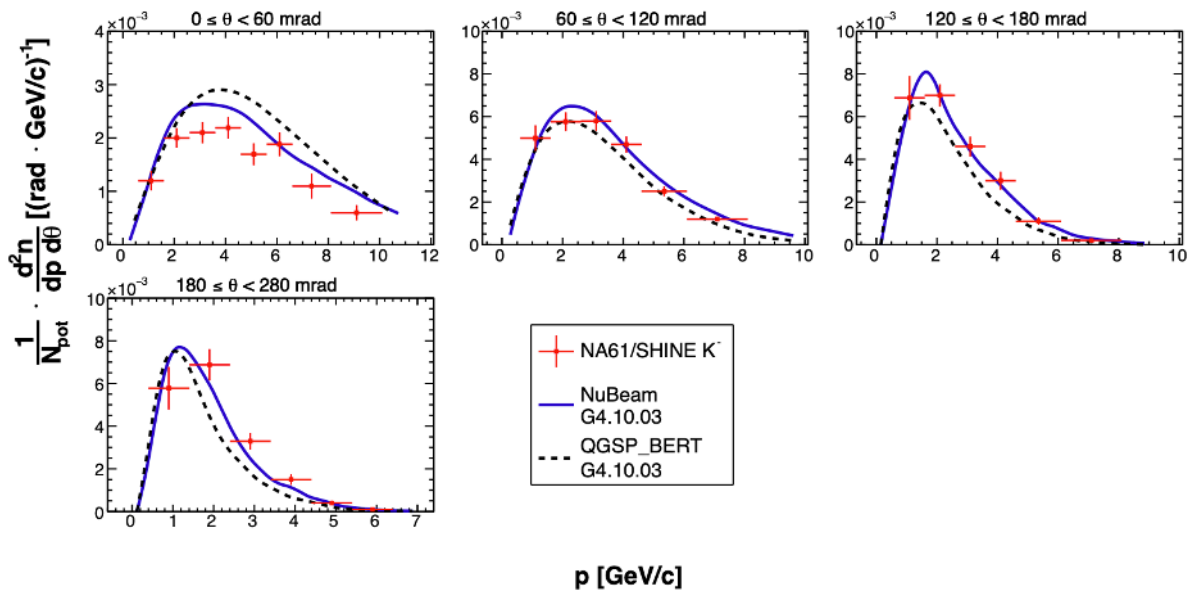 ×10⁻³ 0 ≤ θ < 60 mrad
4
3
2
1
0
0 2 4 6 8 10 12
×10⁻³ 60 ≤ θ < 120 mrad
10
8
6
4
2
0
0 2 4 6 8 10
×10⁻³ 120 ≤ θ < 180 mrad
10
8
6
4
2
0
0 2 4 6 8 10
1/N_pot · d²n/dp dθ [(rad · GeV/c)⁻¹]
×10⁻³ 180 ≤ θ < 280 mrad
10
8
6
4
2
0
0 1 2 3 4 5 6 7
NA61/SHINE K⁻
NuBeam
G4.10.03
QGSP_BERT
G4.10.03
p [GeV/c]